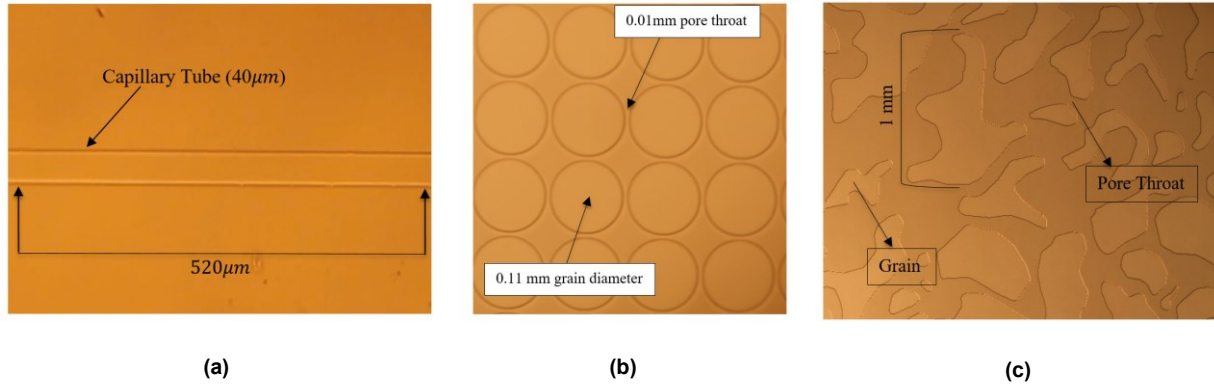 Capillary Tube (40μm)
520μm
(a)
0.01mm pore throat
0.11 mm grain diameter
(b)
1 mm
Pore Throat
Grain
(c)